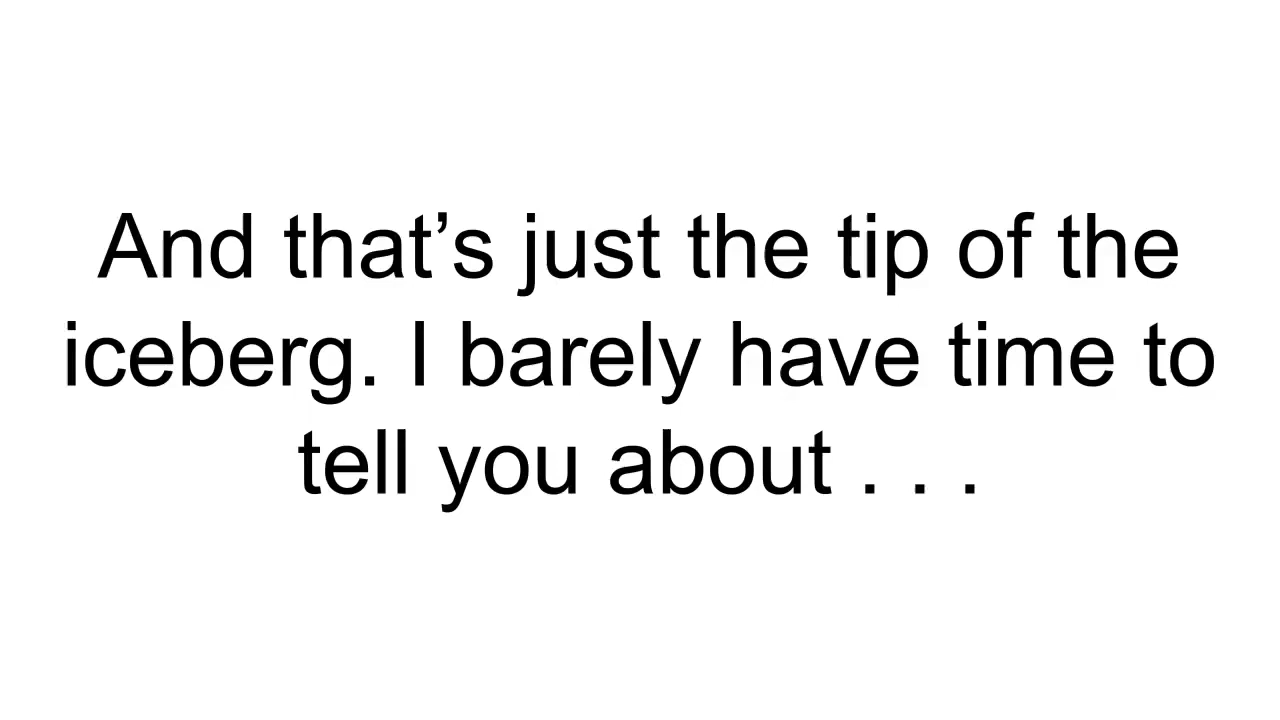 And that’s just the tip of the
iceberg. I barely have time to
tell you about . . .